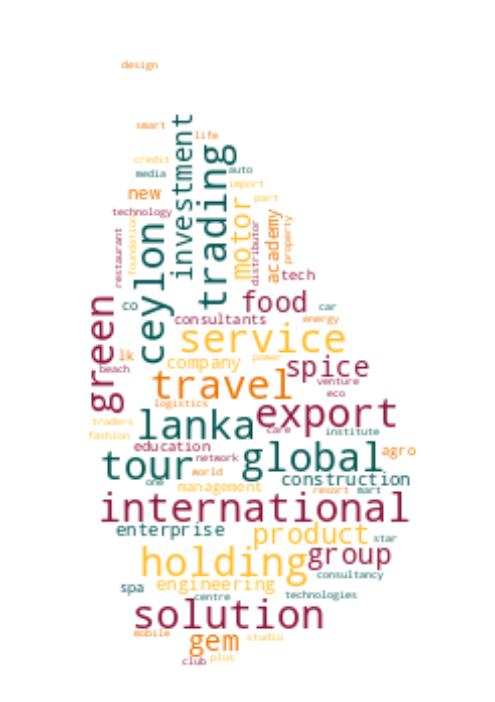 design
smart
life
investment
trading
credit
media
auto
import
new
part
motor
technology
academy
property
distributor
restaurant
foundation
ceylon
tech
green
co
food
car
consultants
energy
service
lk
company
power
beach
spice
travel
venture
eco
logistics
export
lanka
traders
care
institute
fashion
education
global
agro
tour
network
world
one
construction
management
resort
mart
international
enterprise
product
star
holding
group
consultancy
spa
engineering
centre
technologies
solution
mobile
gem
studio
club
plus